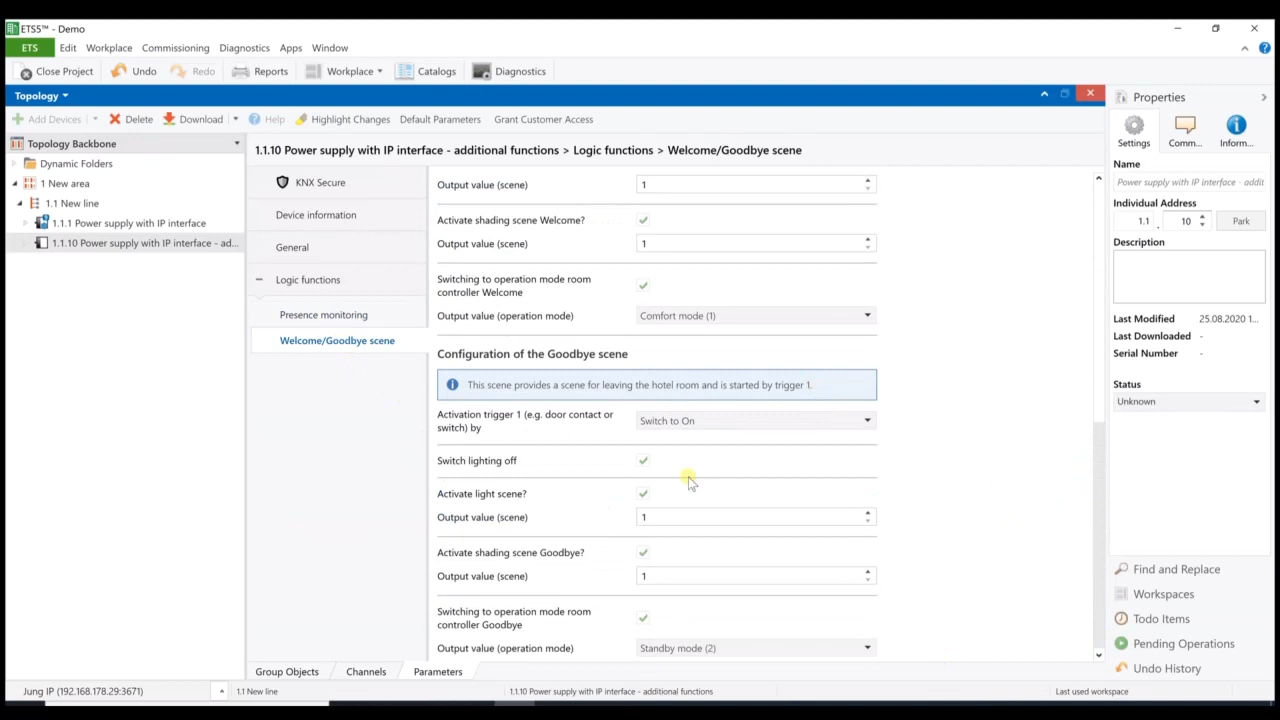 ETS5™ - Demo
ETS Edit Workplace Commissioning Diagnostics Apps Window
Close Project Undo Redo Reports Workplace Catalogs Diagnostics
Topology
Add Devices Delete Download Help Highlight Changes Default Parameters Grant Customer Access
Topology Backbone
Dynamic Folders
1 New area
1.1 New line
1.1.1 Power supply with IP interface
1.1.10 Power supply with IP interface - ad...
1.1.10 Power supply with IP interface - additional functions > Logic functions > Welcome/Goodbye scene
KNX Secure
Device information
General
Logic functions
Presence monitoring
Welcome/Goodbye scene
Output value (scene) 1
Activate shading scene Welcome?
Output value (scene) 1
Switching to operation mode room
controller Welcome
Output value (operation mode) Comfort mode (1)
Configuration of the Goodbye scene
This scene provides a scene for leaving the hotel room and is started by trigger 1.
Activation trigger 1 (e.g. door contact or
switch) by
Switch to On
Switch lighting off
Activate light scene?
Output value (scene) 1
Activate shading scene Goodbye?
Output value (scene) 1
Switching to operation mode room
controller Goodbye
Output value (operation mode) Standby mode (2)
Group Objects Channels Parameters
Properties
Settings Comm... Inform...
Name
Power supply with IP interface - addit
Individual Address
1.1 . 10 Park
Description
Last Modified 25.08.2020 1...
Last Downloaded -
Serial Number -
Status
Unknown
Find and Replace
Workspaces
Todo Items
Pending Operations
Undo History
Jung IP (192.168.178.29:3671) 1.1 New line 1.1.10 Power supply with IP interface - additional functions Last used workspace